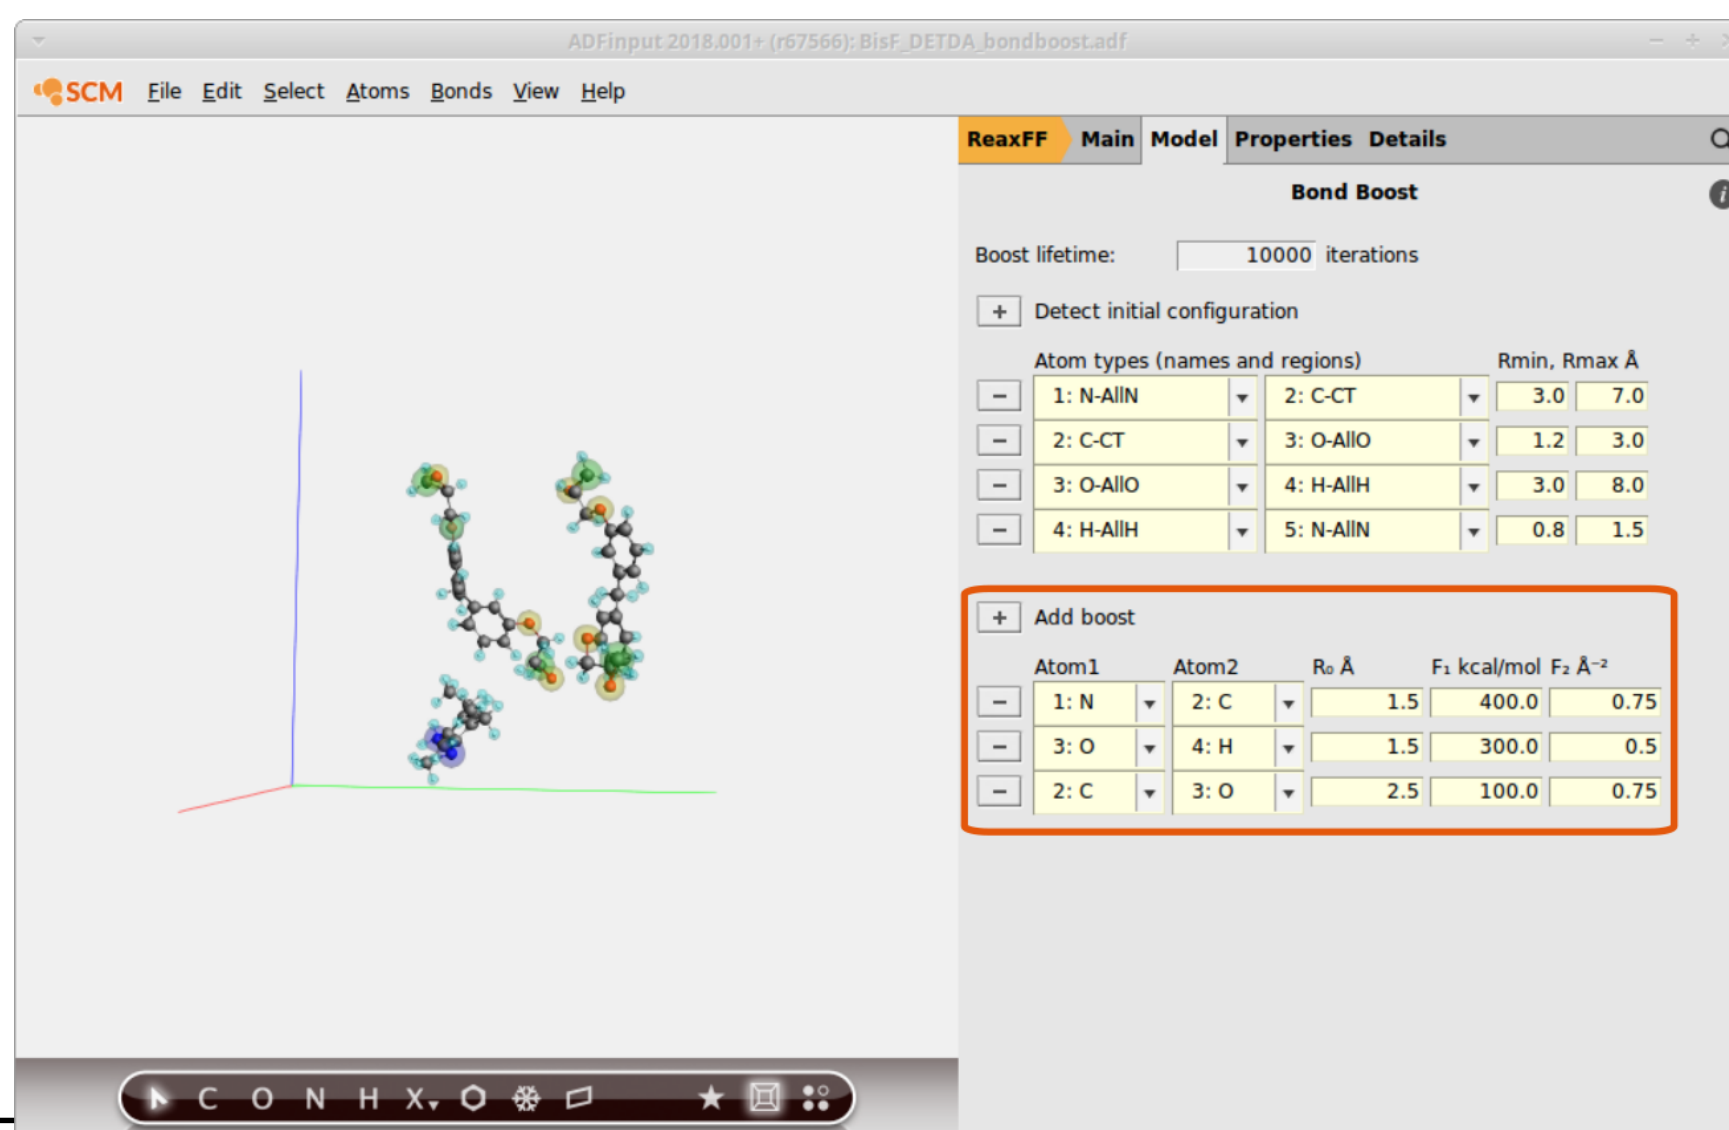 ADFinput 2018.001+ (r67566): BisF_DETDA_bondboost.adf
SCM File Edit Select Atoms Bonds View Help
ReaxFF Main Model Properties Details
Bond Boost
Boost lifetime: 10000 iterations
+ Detect initial configuration
Atom types (names and regions) Rmin, Rmax Å
− 1: N-AllN 2: C-CT 3.0 7.0
− 2: C-CT 3: O-AllO 1.2 3.0
− 3: O-AllO 4: H-AllH 3.0 8.0
− 4: H-AllH 5: N-AllN 0.8 1.5
+ Add boost
Atom1 Atom2 R₀ Å F₁ kcal/mol F₂ Å⁻²
− 1: N 2: C 1.5 400.0 0.75
− 3: O 4: H 1.5 300.0 0.5
− 2: C 3: O 2.5 100.0 0.75
C O N H X